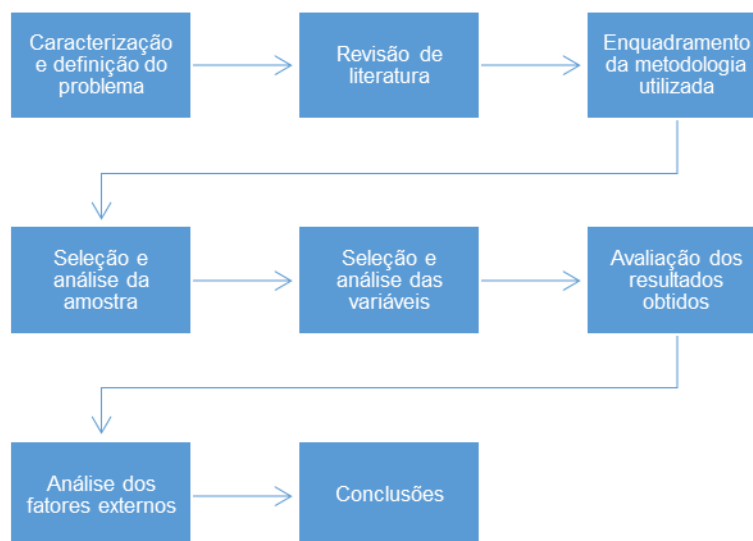 Caracterização
e definição do
problema
Revisão de
literatura
Enquadramento
da metodologia
utilizada
Seleção e
análise da
amostra
Seleção e
análise das
variáveis
Avaliação dos
resultados
obtidos
Análise dos
fatores externos
Conclusões